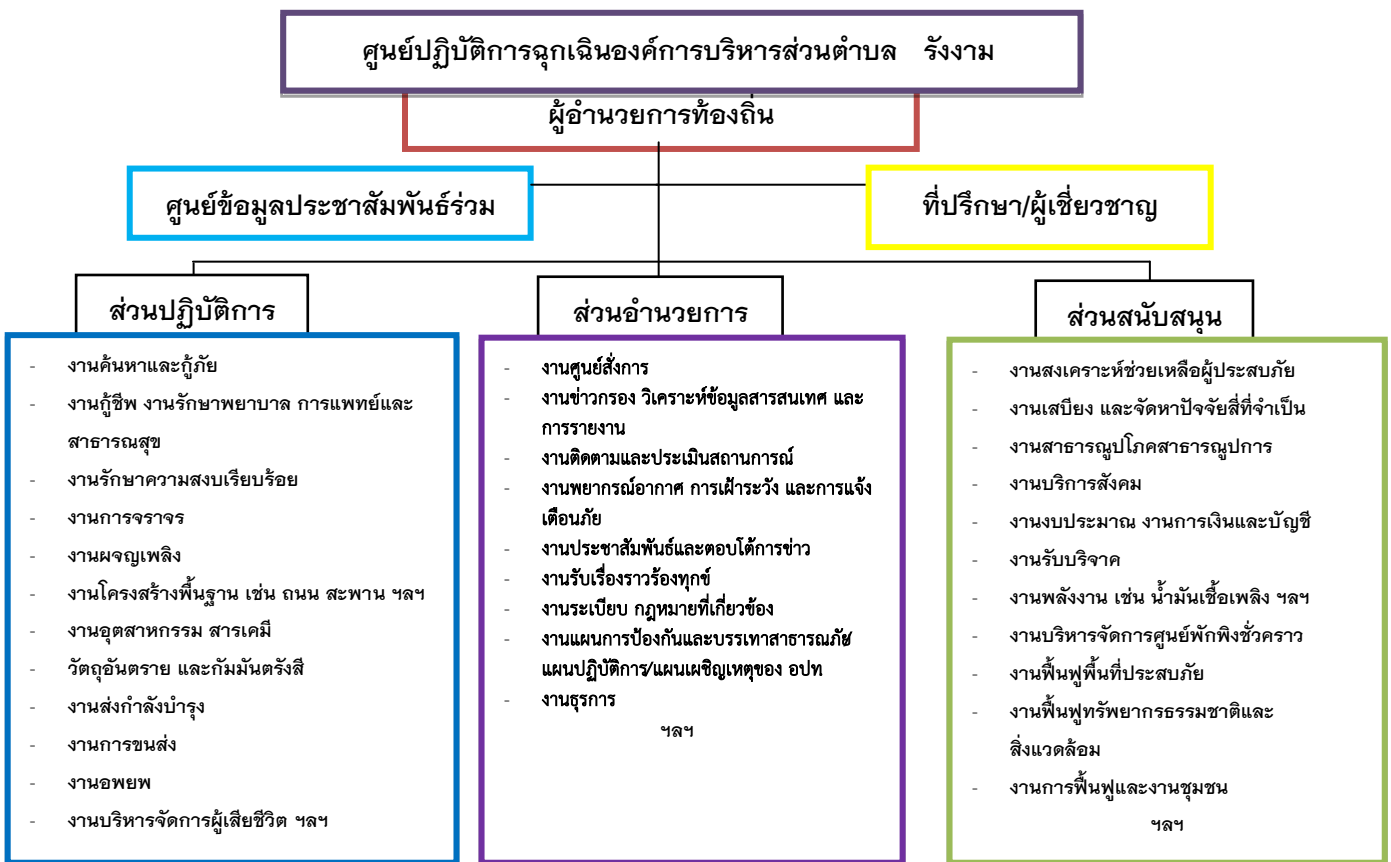 ศูนย์ปฏิบัติการฉุกเฉินองค์การบริหารส่วนตำบล รังงาม
ผู้อำนวยการท้องถิ่น
ศูนย์ข้อมูลประชาสัมพันธ์ร่วม
ที่ปรึกษา/ผู้เชี่ยวชาญ
ส่วนปฏิบัติการ
- งานค้นหาและกู้ภัย
- งานกู้ชีพ งานรักษาพยาบาล การแพทย์และ
สาธารณสุข
- งานรักษาความสงบเรียบร้อย
- งานการจราจร
- งานผจญเพลิง
- งานโครงสร้างพื้นฐาน เช่น ถนน สะพาน ฯลฯ
- งานอุตสาหกรรม สารเคมี
- วัตถุอันตราย และกัมมันตรังสี
- งานส่งกำลังบำรุง
- งานการขนส่ง
- งานอพยพ
- งานบริหารจัดการผู้เสียชีวิต ฯลฯ
ส่วนอำนวยการ
- งานศูนย์สั่งการ
- งานข่าวกรอง วิเคราะห์ข้อมูลสารสนเทศ และ
การรายงาน
- งานติดตามและประเมินสถานการณ์
- งานพยากรณ์อากาศ การเฝ้าระวัง และการแจ้ง
เตือนภัย
- งานประชาสัมพันธ์และตอบโต้การข่าว
- งานรับเรื่องราวร้องทุกข์
- งานระเบียบ กฎหมายที่เกี่ยวข้อง
- งานแผนการป้องกันและบรรเทาสาธารณภัย/
แผนปฏิบัติการ/แผนเผชิญเหตุของ อปท
- งานธุรการ
ฯลฯ
ส่วนสนับสนุน
- งานสงเคราะห์ช่วยเหลือผู้ประสบภัย
- งานเสบียง และจัดหาปัจจัยสี่ที่จำเป็น
- งานสาธารณูปโภคสาธารณูปการ
- งานบริการสังคม
- งานงบประมาณ งานการเงินและบัญชี
- งานรับบริจาค
- งานพลังงาน เช่น น้ำมันเชื้อเพลิง ฯลฯ
- งานบริหารจัดการศูนย์พักพิงชั่วคราว
- งานฟื้นฟูพื้นที่ประสบภัย
- งานฟื้นฟูทรัพยากรธรรมชาติและ
สิ่งแวดล้อม
- งานการฟื้นฟูและงานชุมชน
ฯลฯ